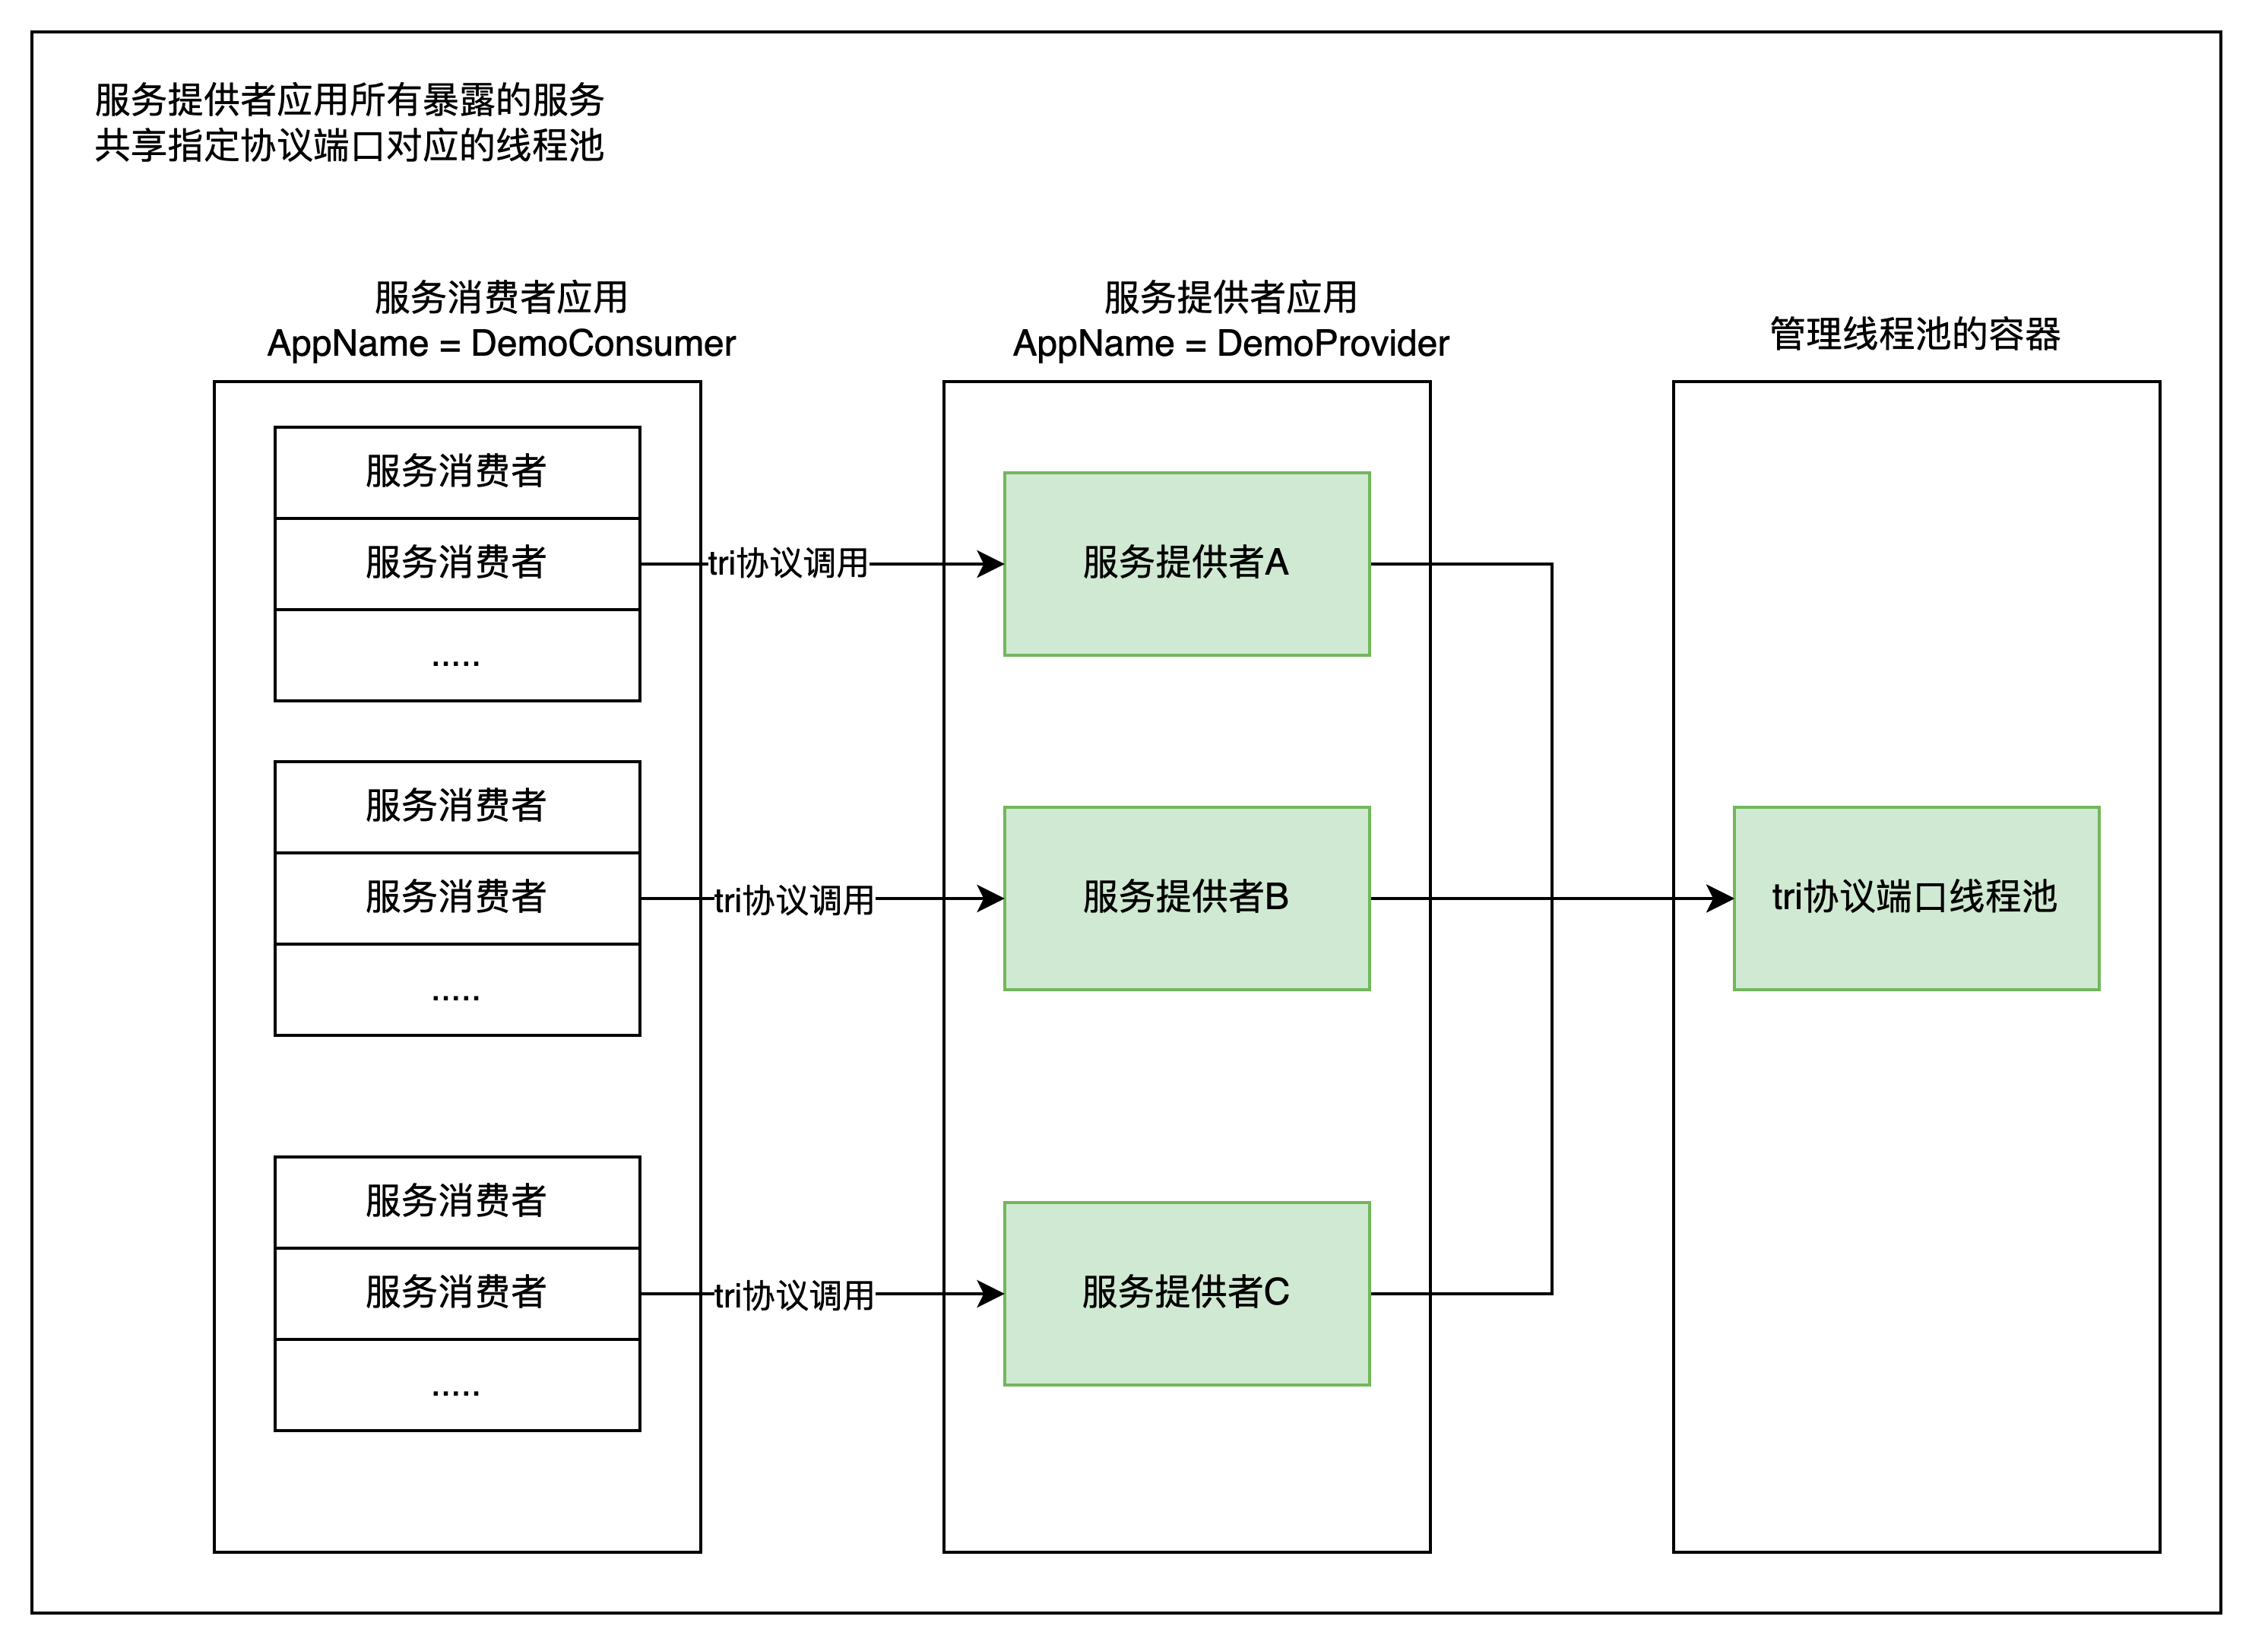 服务提供者应用所有暴露的服务
共享指定协议端口对应的线程池
服务消费者应用
AppName = DemoConsumer
服务提供者应用
AppName = DemoProvider
管理线程池的容器
服务消费者
服务消费者
.....
tri协议调用
服务提供者A
服务消费者
服务消费者
.....
tri协议调用
服务提供者B
tri协议端口线程池
服务消费者
服务消费者
.....
tri协议调用
服务提供者C